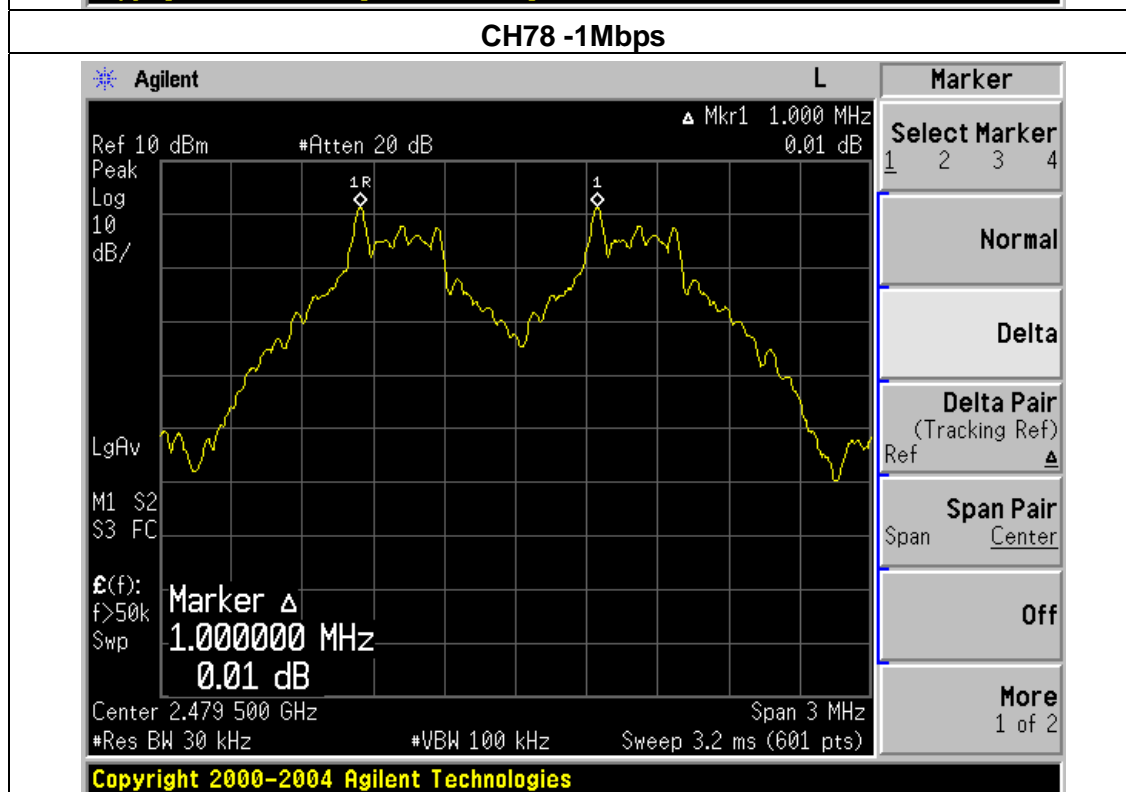 CH78 -1Mbps
Agilent L Marker
Δ Mkr1 1.000 MHz
Ref 10 dBm #Atten 20 dB 0.01 dB
Peak
Log
10
dB/
1R 1
LgAv
M1 S2
S3 FC
£(f):
f>50k
Swp
Marker Δ
1.000000 MHz
0.01 dB
Center 2.479 500 GHz Span 3 MHz
#Res BW 30 kHz #VBW 100 kHz Sweep 3.2 ms (601 pts)
Copyright 2000-2004 Agilent Technologies
Select Marker
1 2 3 4
Normal
Delta
Delta Pair
(Tracking Ref)
Ref Δ
Span Pair
Span Center
Off
More
1 of 2